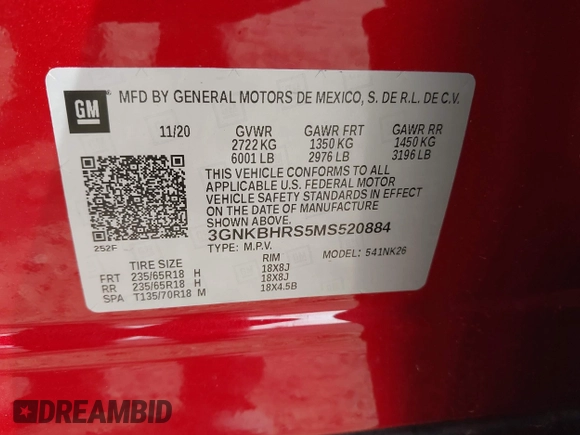 GM MFD BY GENERAL MOTORS DE MEXICO, S. DE R.L. DE C.V.
11/20 GVWR GAWR FRT GAWR RR
2722 KG 1350 KG 1450 KG
6001 LB 2976 LB 3196 LB
THIS VEHICLE CONFORMS TO ALL
APPLICABLE U.S. FEDERAL MOTOR
VEHICLE SAFETY STANDARDS IN EFFECT
ON THE DATE OF MANUFACTURE
SHOWN ABOVE.
3GNKBHRS5MS520884
252F TYPE: M.P.V. MODEL: 541NK26
TIRE SIZE RIM
FRT 235/65R18 H 18X8J
RR 235/65R18 H 18X8J
SPA T135/70R18 M 18X4.5B
DREAMBID